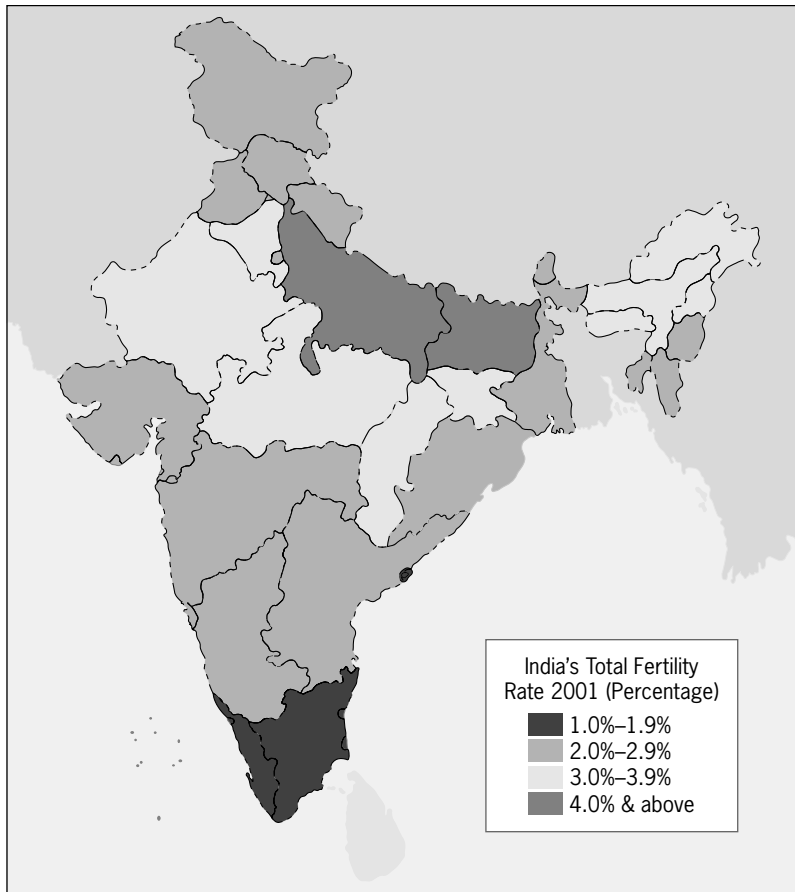 India's Total Fertility
Rate 2001 (Percentage)
1.0%–1.9%
2.0%–2.9%
3.0%–3.9%
4.0% & above